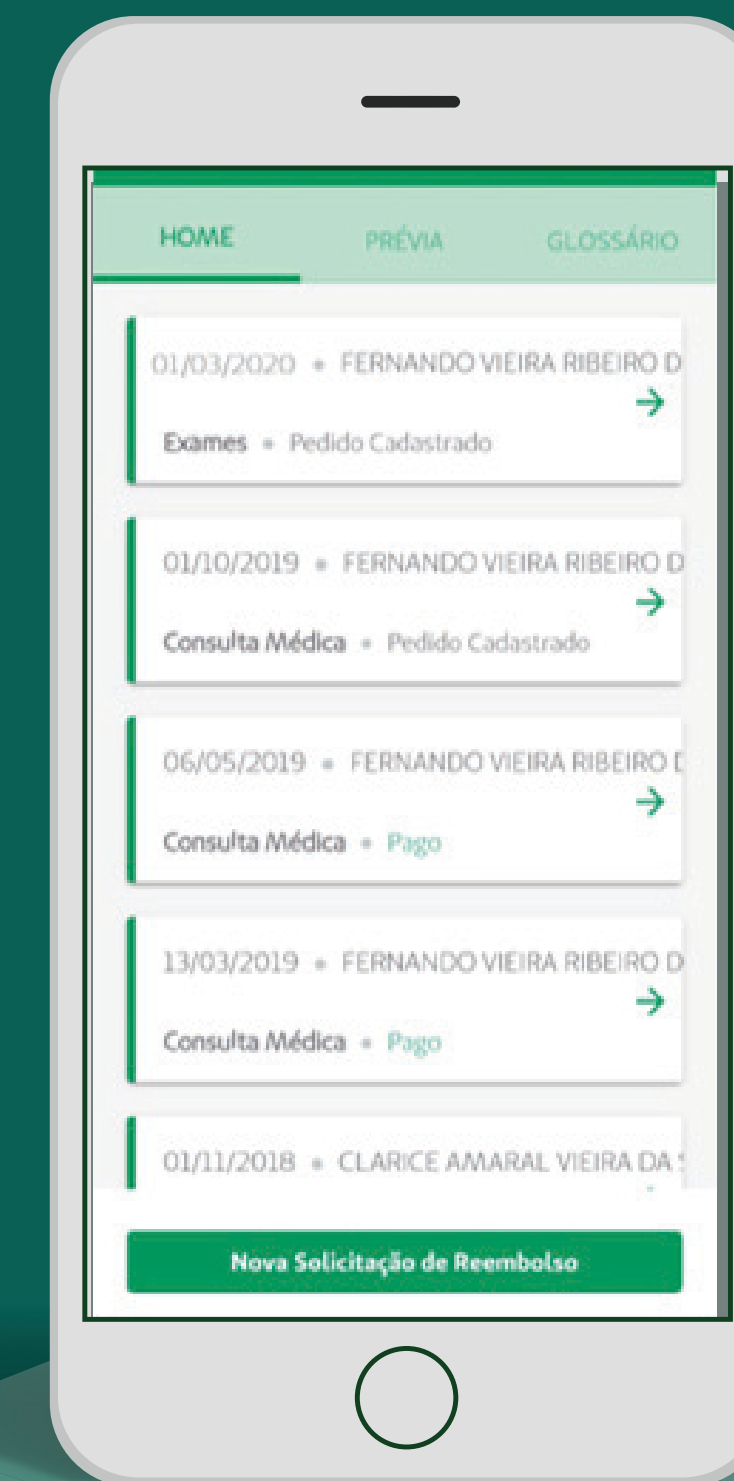 HOME PRÉVIA GLOSSÁRIO
01/03/2020 • FERNANDO VIEIRA RIBEIRO D
Exames • Pedido Cadastrado
01/10/2019 • FERNANDO VIEIRA RIBEIRO D
Consulta Médica • Pedido Cadastrado
06/05/2019 • FERNANDO VIEIRA RIBEIRO D
Consulta Médica • Pago
13/03/2019 • FERNANDO VIEIRA RIBEIRO D
Consulta Médica • Pago
01/11/2018 • CLARICE AMARAL VIEIRA DA
Nova Solicitação de Reembolso